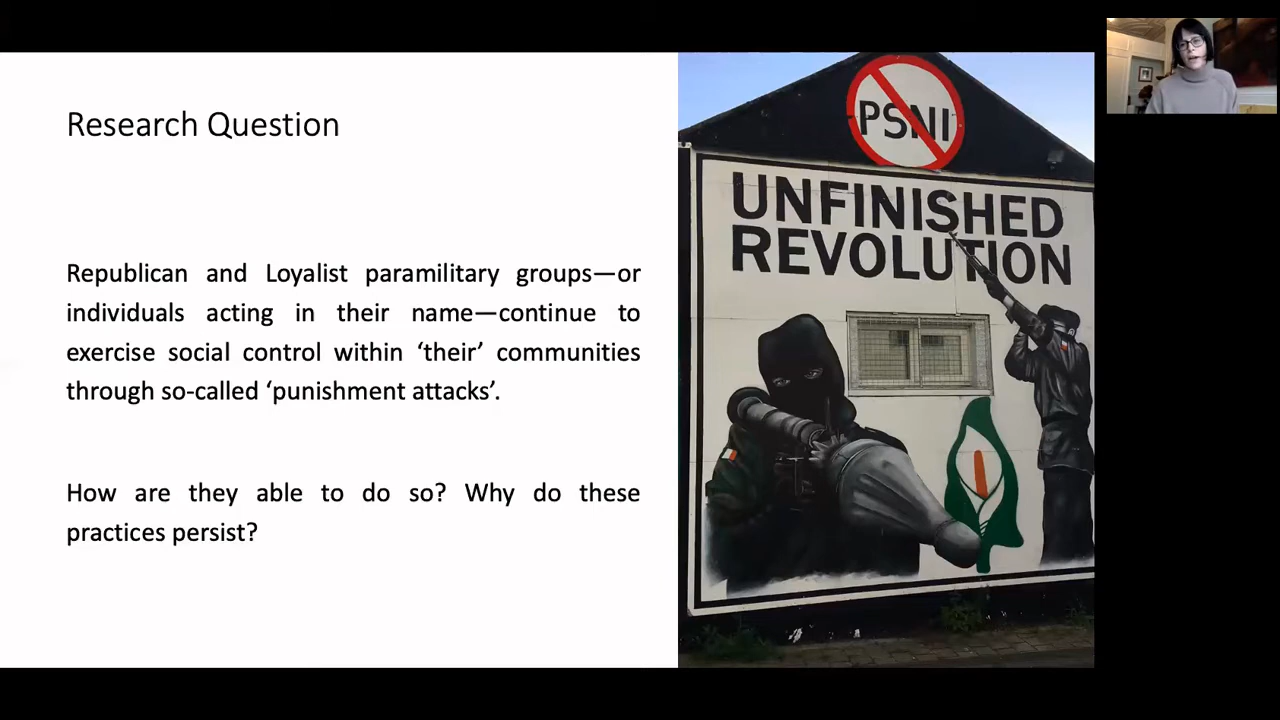 Research Question
Republican and Loyalist paramilitary groups—or
individuals acting in their name—continue to
exercise social control within ‘their’ communities
through so-called ‘punishment attacks’.
How are they able to do so? Why do these
practices persist?
PSNI
UNFINISHED
REVOLUTION